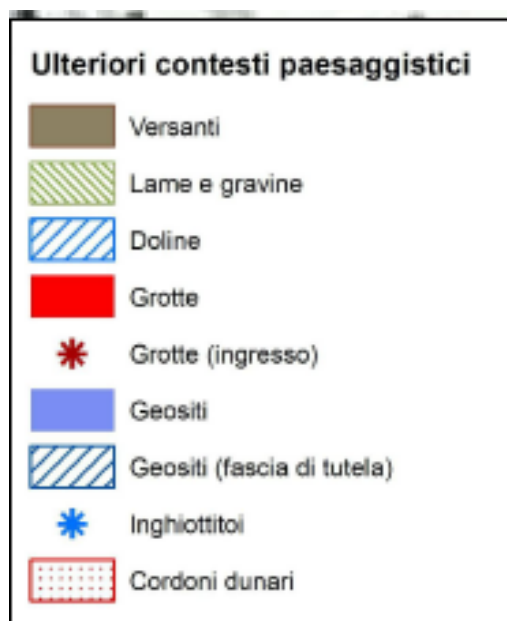 Ulteriori contesti paesaggistici
Versanti
Lame e gravine
Doline
Grotte
Grotte (ingresso)
Geositi
Geositi (fascia di tutela)
Inghiottitoi
Cordoni dunari